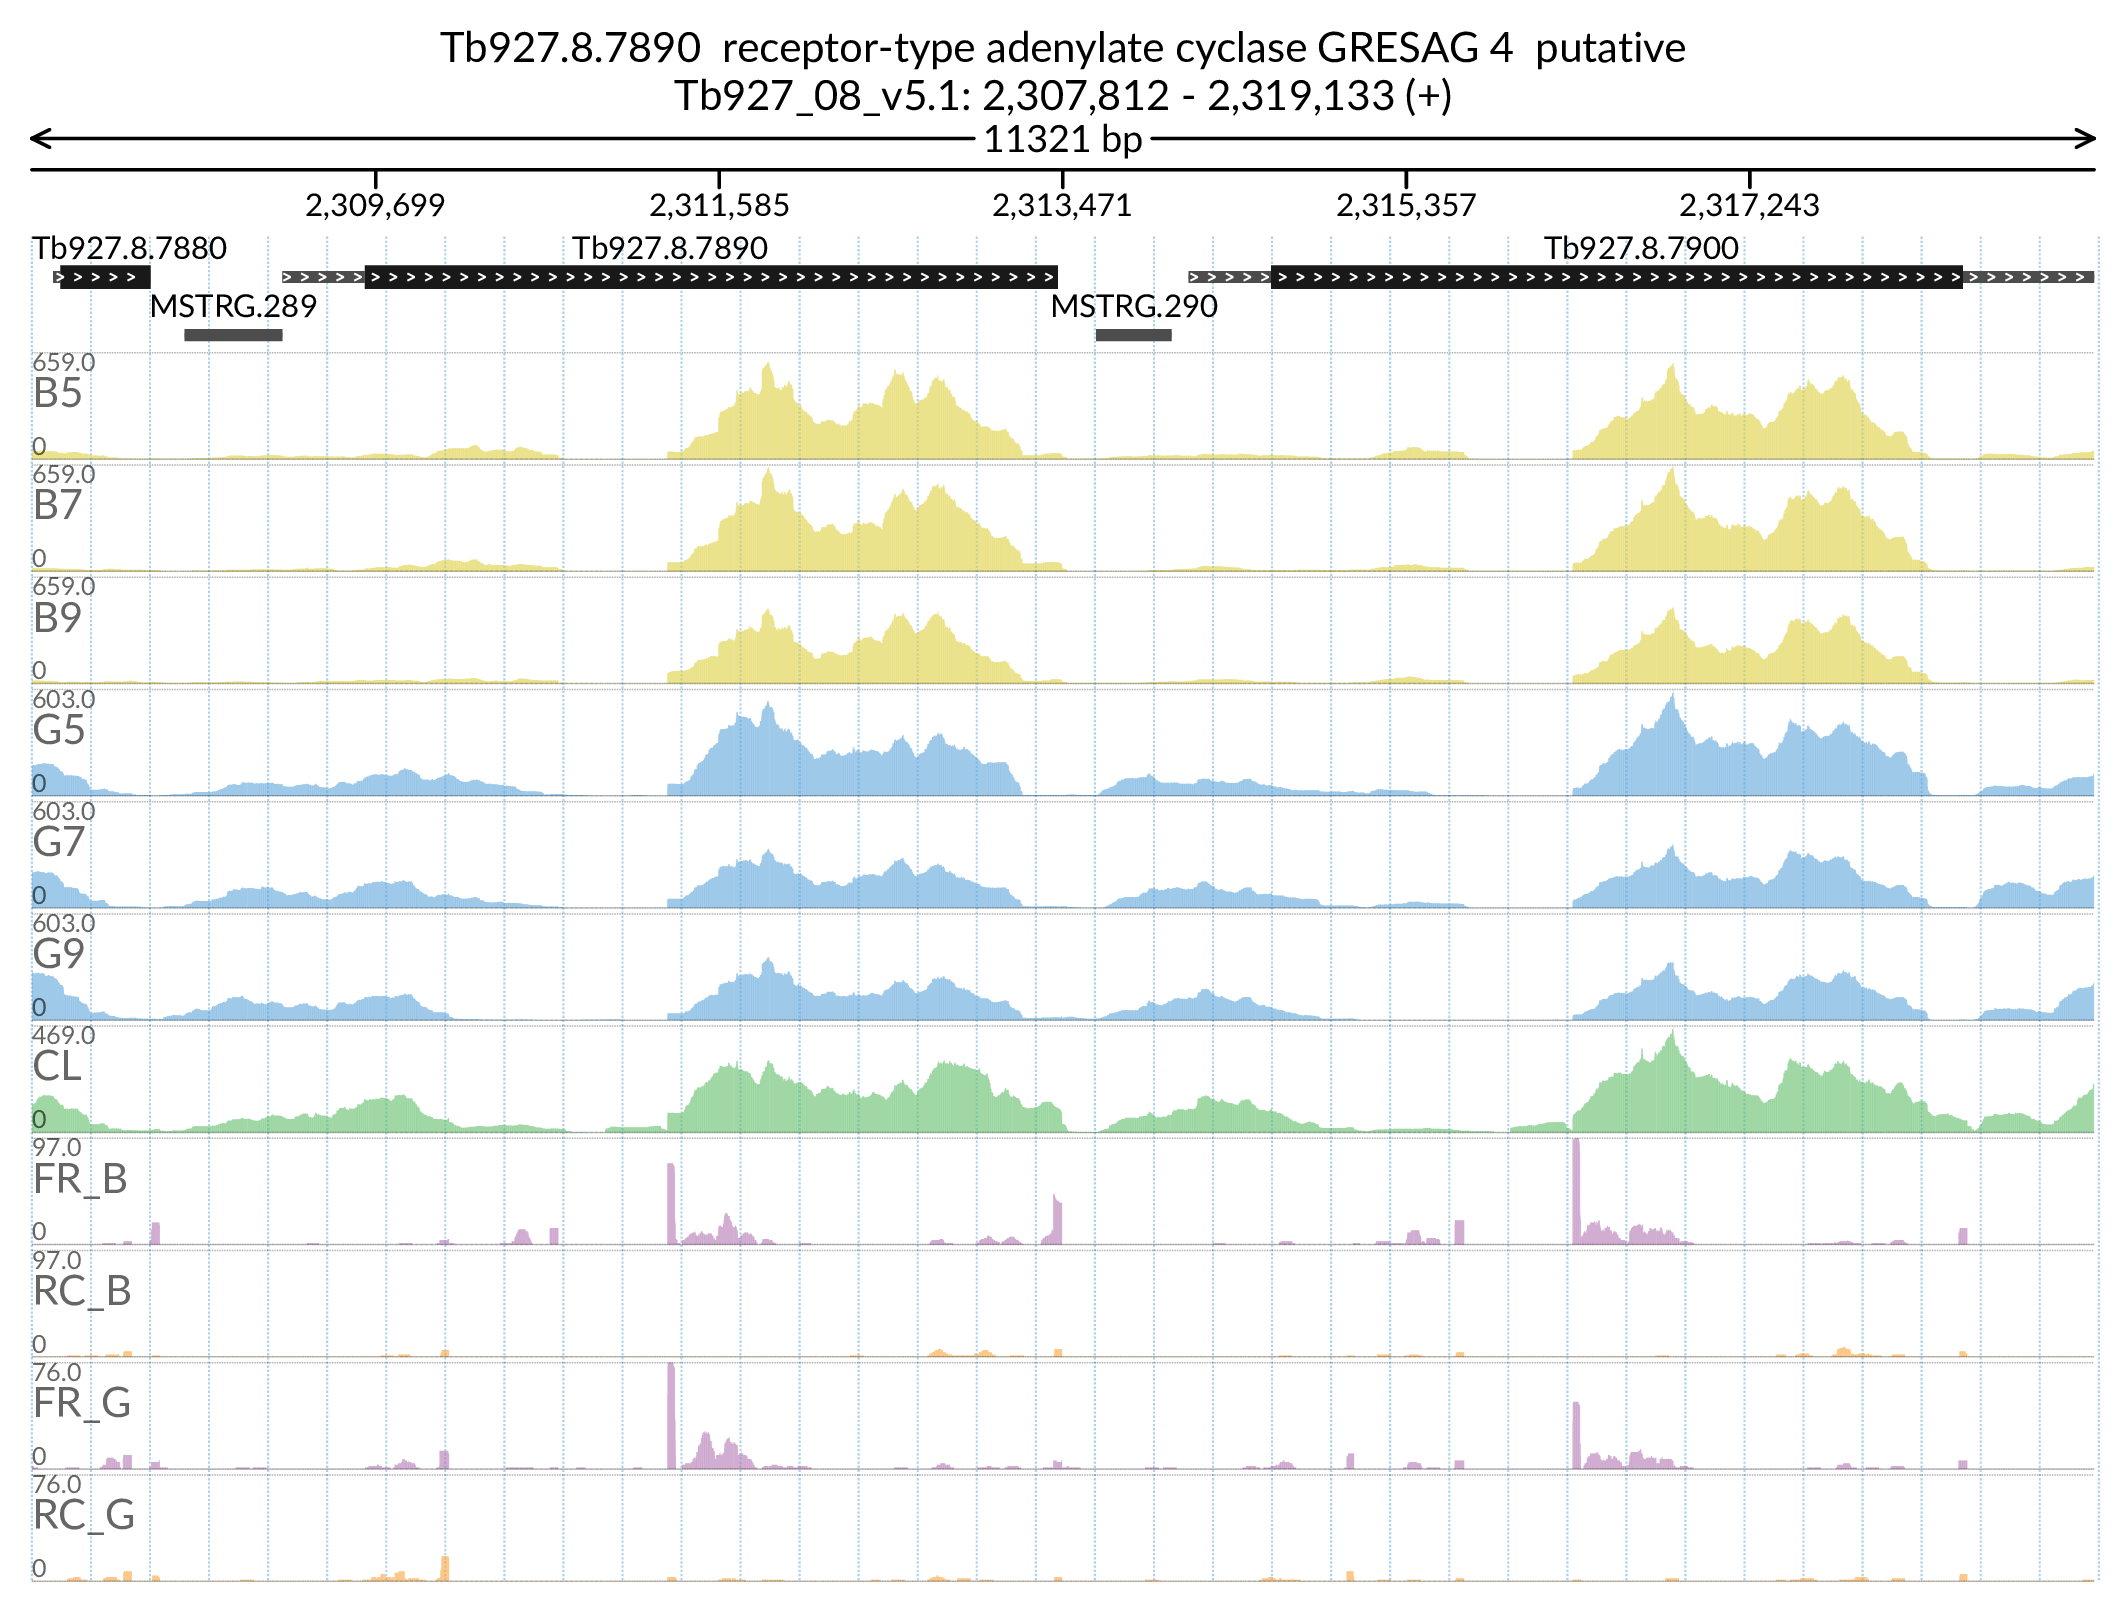 Tb927.8.7890 receptor-type adenylate cyclase GRESAG 4 putative
Tb927_08_v5.1: 2,307,812 - 2,319,133 (+)
11321 bp
2,309,699 2,311,585 2,313,471 2,315,357 2,317,243
Tb927.8.7880 Tb927.8.7890 Tb927.8.7900
MSTRG.289 MSTRG.290
659.0
B5
0
659.0
B7
0
659.0
B9
0
603.0
G5
0
603.0
G7
0
603.0
G9
0
469.0
CL
0
97.0
FR_B
0
97.0
RC_B
0
76.0
FR_G
0
76.0
RC_G
0